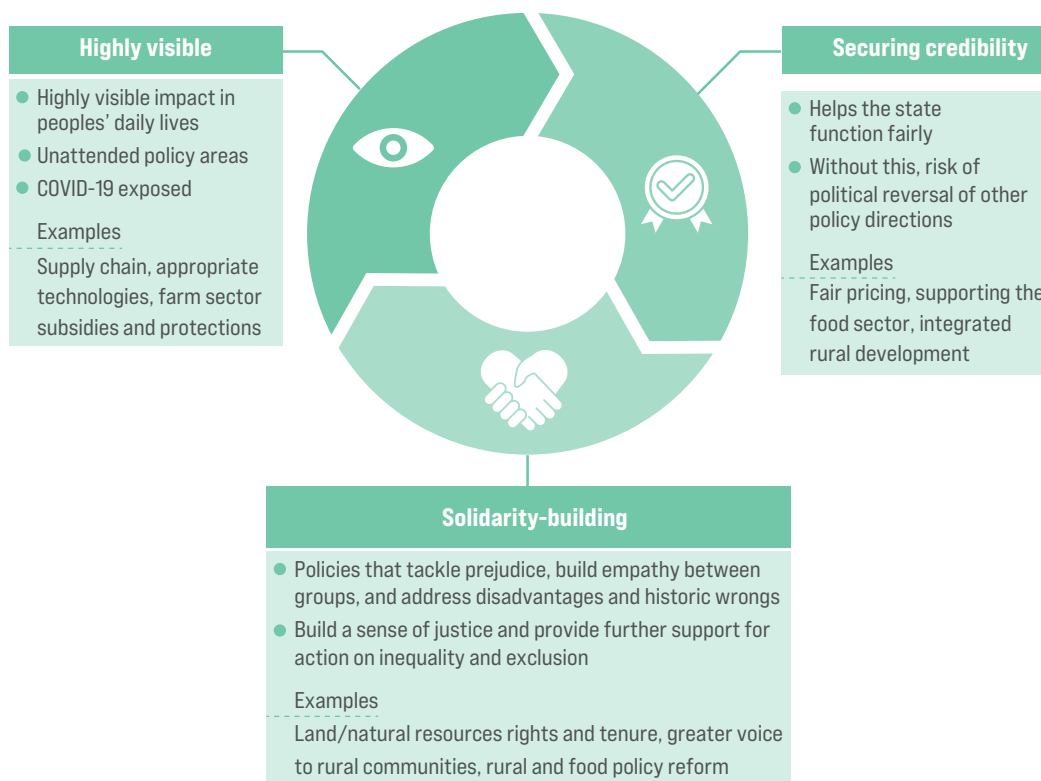 Highly visible
Highly visible impact in
peoples' daily lives
Unattended policy areas
COVID-19 exposed
Examples
Supply chain, appropriate
technologies, farm sector
subsidies and protections
Securing credibility
Helps the state
function fairly
Without this, risk of
political reversal of other
policy directions
Examples
Fair pricing, supporting the
food sector, integrated
rural development
Solidarity-building
Policies that tackle prejudice, build empathy between
groups, and address disadvantages and historic wrongs
Build a sense of justice and provide further support for
action on inequality and exclusion
Examples
Land/natural resources rights and tenure, greater voice
to rural communities, rural and food policy reform